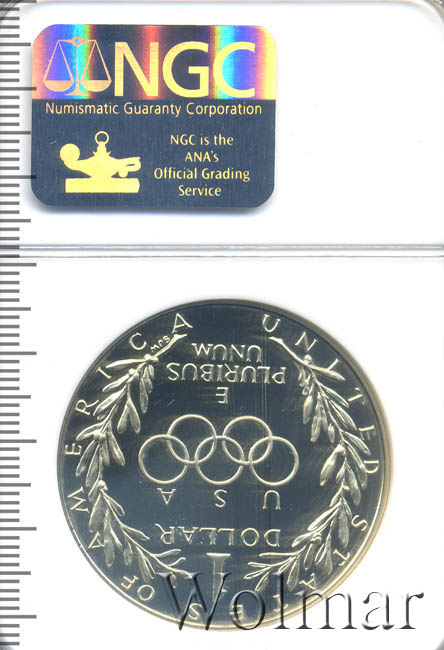 NGC
Numismatic Guaranty Corporation
NGC is the
ANA's
Official Grading
Service
UNITED STATES OF AMERICA
1
DOLLAR
U S A
E
PLURIBUS
UNUM
Wolmar